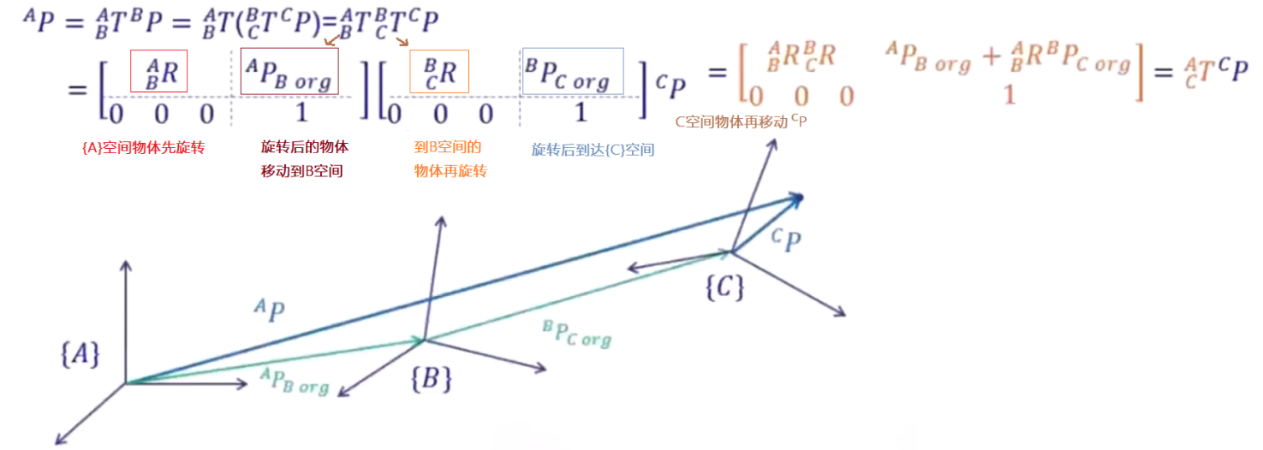 ᴬP = ᴬ_BT ᴮP = ᴬ_BT(ᴮ_CT ᶜP)=ᴬ_BT ᴮ_CT ᶜP
= [ ᴬ_BR ᴬP_B org ] [ ᴮ_CR ᴮP_C org ] ᶜP = [ ᴬ_BR ᴮ_CR ᴬP_B org + ᴬ_BR ᴮP_C org ] = ᴬ_CT ᶜP
0 0 0 1 0 0 0 1 0 0 0 1
{A}空间物体先旋转
旋转后的物体
移动到B空间
到B空间的
物体再旋转
旋转后到达{C}空间
C空间物体再移动 ᶜP
ᶜP
{C}
ᴬP
ᴮP_C org
{A}
ᴬP_B org
{B}